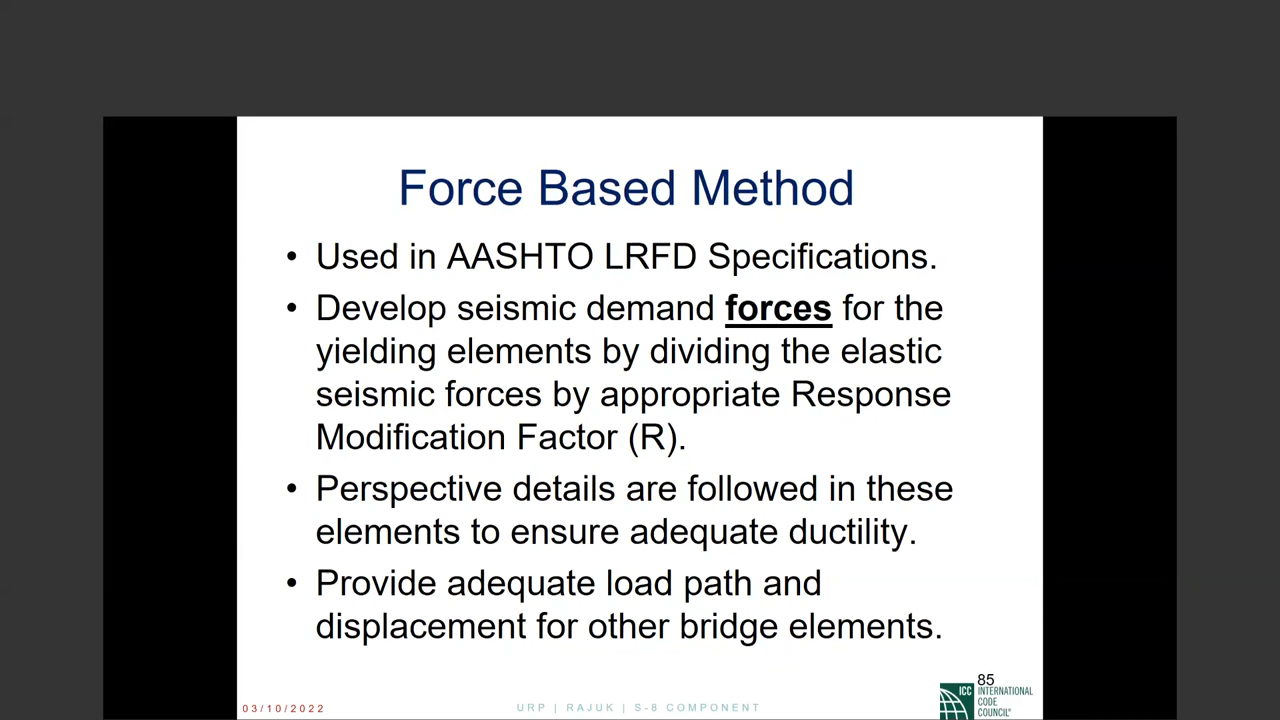 Force Based Method
• Used in AASHTO LRFD Specifications.
• Develop seismic demand forces for the
yielding elements by dividing the elastic
seismic forces by appropriate Response
Modification Factor (R).
• Perspective details are followed in these
elements to ensure adequate ductility.
• Provide adequate load path and
displacement for other bridge elements.
85
03/10/2022
URP | RAJUK | S-8 COMPONENT
ICC INTERNATIONAL
CODE
COUNCIL®